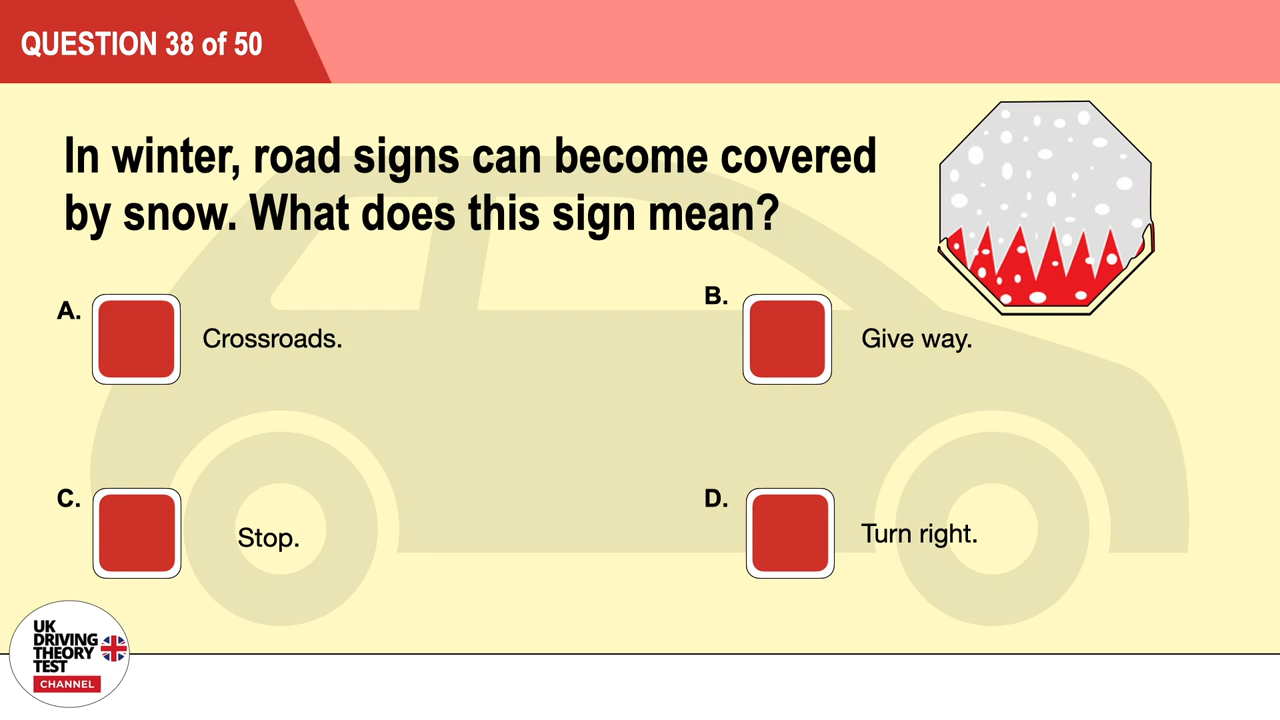 QUESTION 38 of 50
In winter, road signs can become covered
by snow. What does this sign mean?
A.
Crossroads.
B.
Give way.
C.
Stop.
D.
Turn right.
UK
DRIVING
THEORY
TEST
CHANNEL